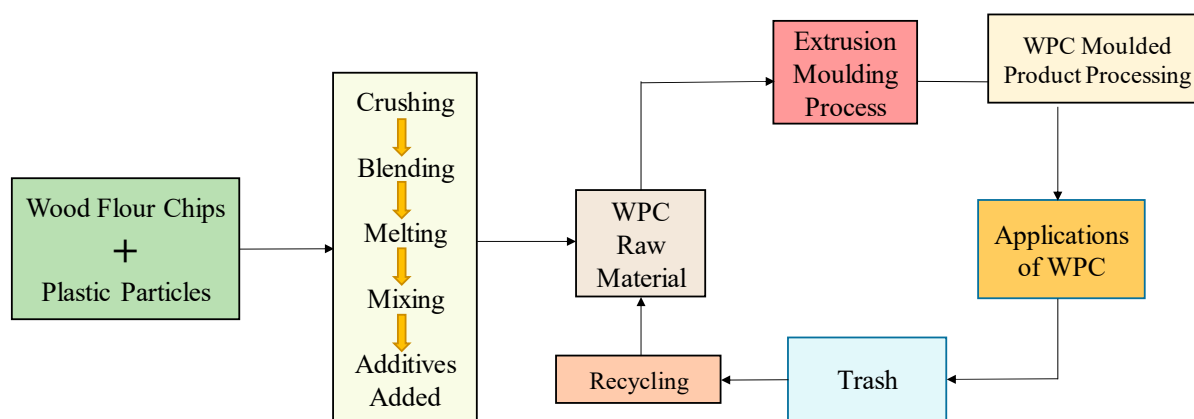 Wood Flour Chips
+
Plastic Particles
Crushing
Blending
Melting
Mixing
Additives
Added
WPC
Raw
Material
Extrusion
Moulding
Process
WPC Moulded
Product Processing
Applications
of WPC
Trash
Recycling